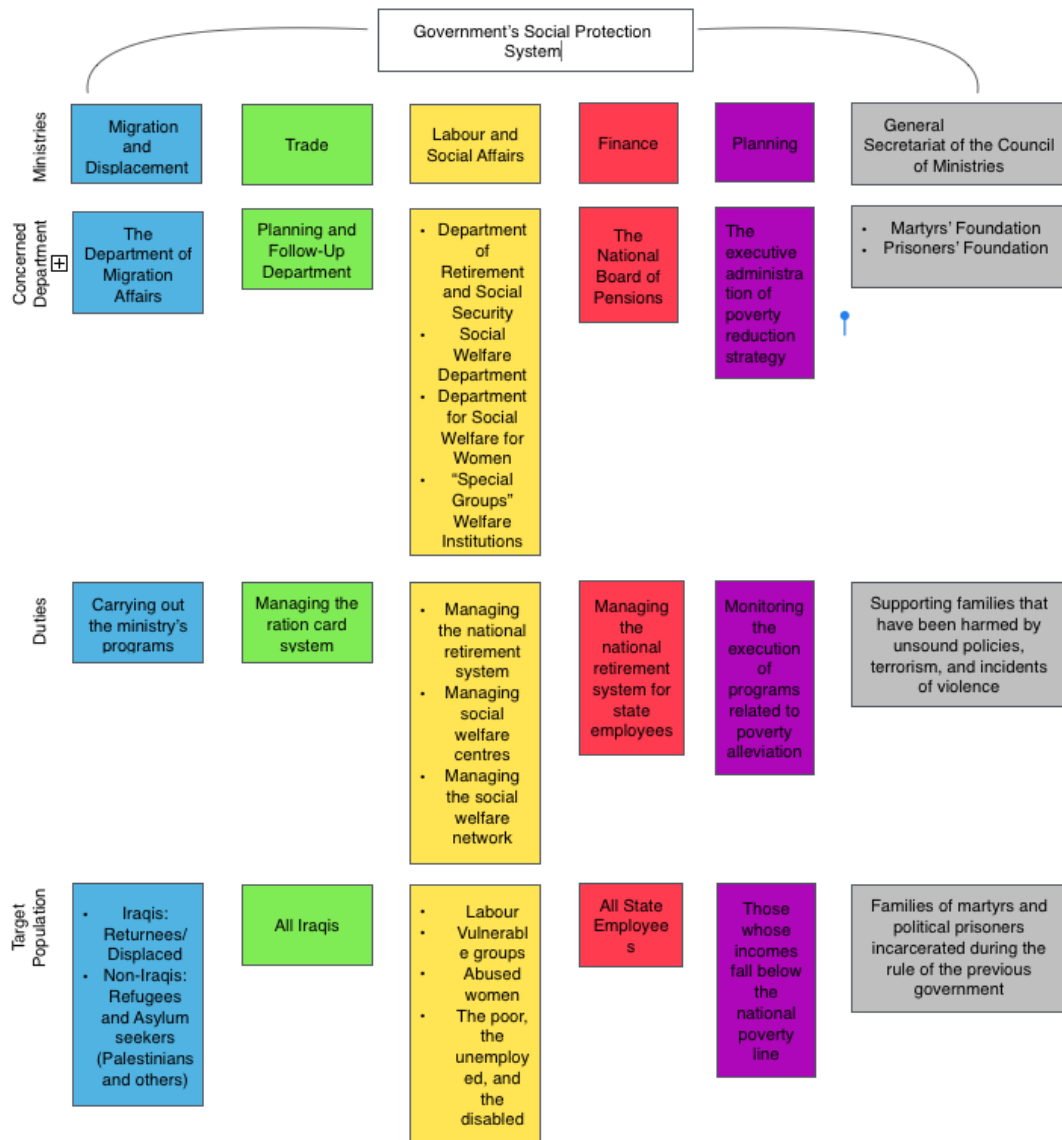 Government's Social Protection
System
Ministries
Migration
and
Displacement
Trade
Labour and
Social Affairs
Finance
Planning
General
Secretariat of the Council
of Ministries
Concerned
Department
The
Department of
Migration
Affairs
Planning and
Follow-Up
Department
• Department
of
Retirement
and Social
Security
• Social
Welfare
Department
• Department
for Social
Welfare for
Women
• “Special
Groups”
Welfare
Institutions
The
National
Board of
Pensions
The
executive
administra
tion of
poverty
reduction
strategy
• Martyrs’ Foundation
• Prisoners’ Foundation
Duties
Carrying out
the ministry’s
programs
Managing the
ration card
system
• Managing
the national
retirement
system
• Managing
social
welfare
centres
• Managing
the social
welfare
network
Managing
the national
retirement
system for
state
employees
Monitoring
the
execution
of
programs
related to
poverty
alleviation
Supporting families that
have been harmed by
unsound policies,
terrorism, and incidents
of violence
Target
Population
• Iraqis:
Returnees/
Displaced
• Non-Iraqis:
Refugees
and Asylum
seekers
(Palestinians
and others)
All Iraqis
• Labour
• Vulnerabl
e groups
• Abused
women
• The poor,
the
unemploy
ed, and
the
disabled
All State
Employee
s
Those
whose
incomes
fall below
the
national
poverty
line
Families of martyrs and
political prisoners
incarcerated during the
rule of the previous
government